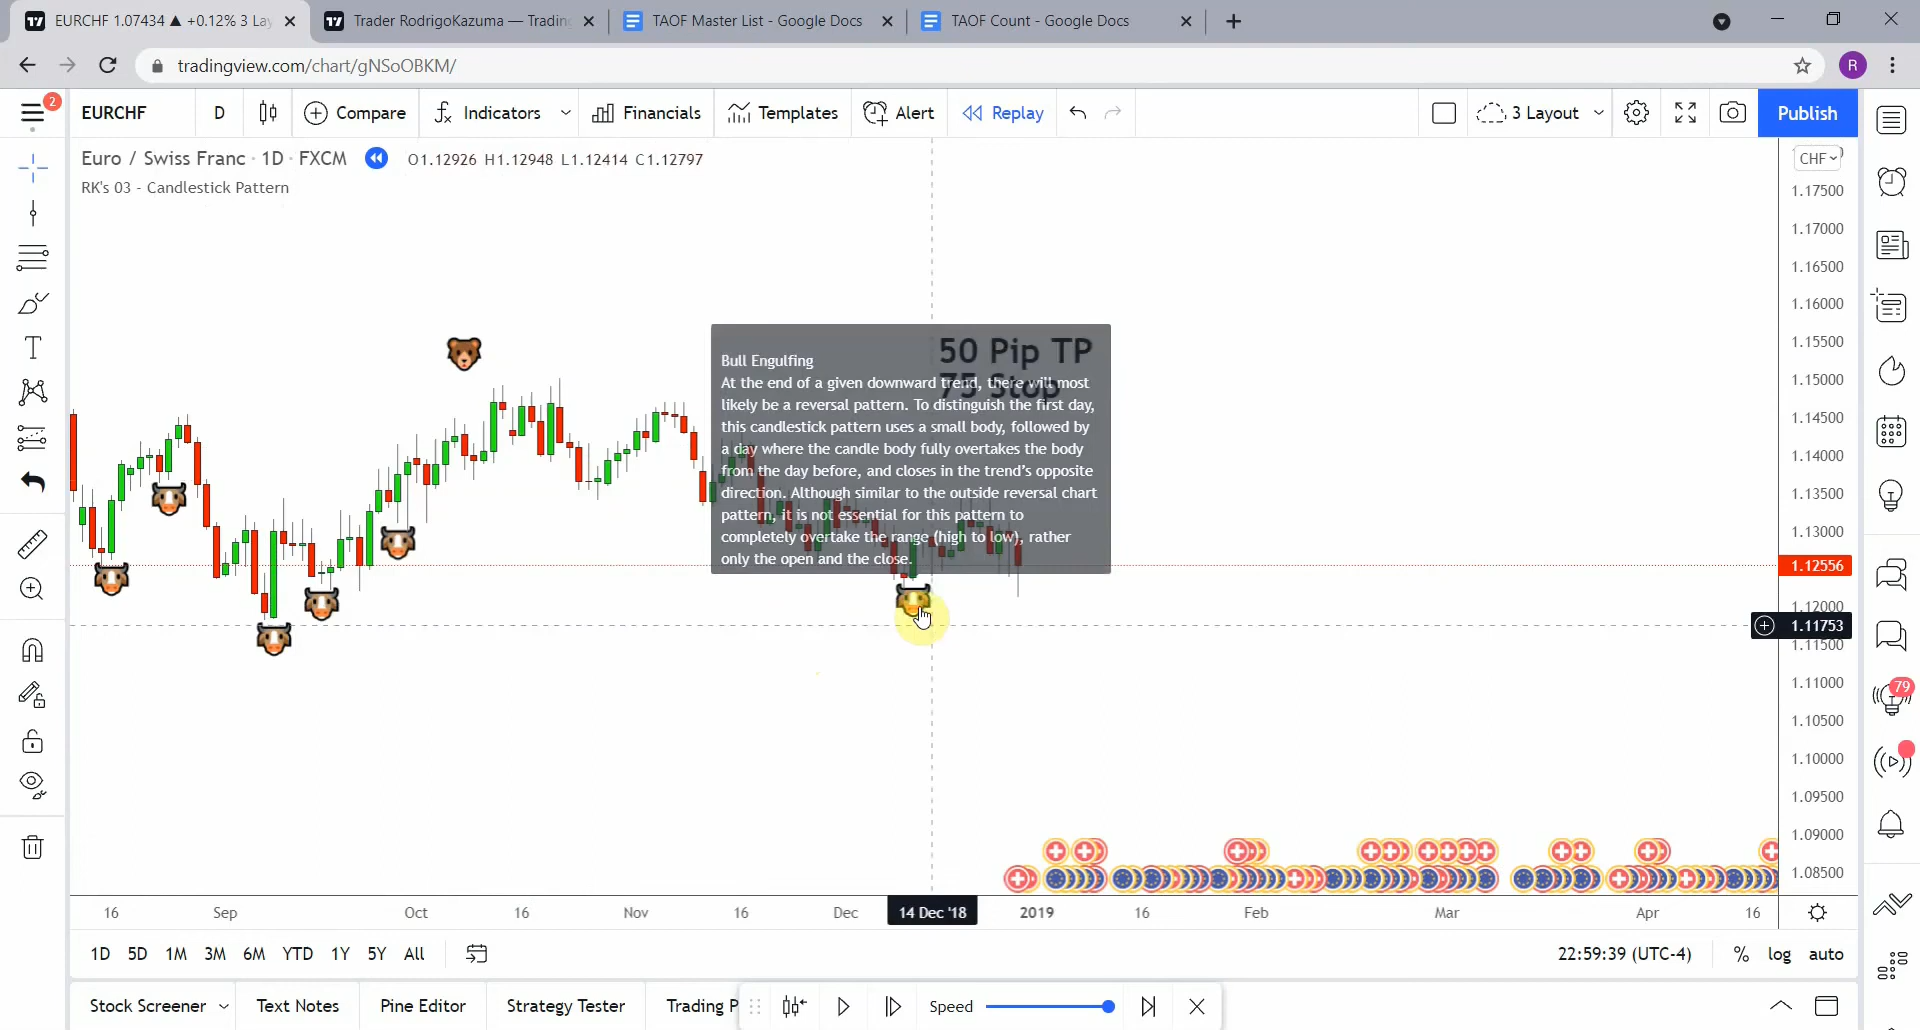 EURCHF 1.07434 ▲ +0.12% 3 Lay
Trader RodrigoKazuma — Trading
TAOF Master List - Google Docs
TAOF Count - Google Docs
tradingview.com/chart/gNSoOBKM/
R
2
EURCHF
D
Compare
Indicators
Financials
Templates
Alert
Replay
3 Layout
Publish
Euro / Swiss Franc · 1D · FXCM
O1.12926 H1.12948 L1.12414 C1.12797
RK's 03 - Candlestick Pattern
CHF
1.17500
1.17000
1.16500
1.16000
1.15500
1.15000
1.14500
1.14000
1.13500
1.13000
1.12556
1.12000
1.11753
1.11500
1.11000
1.10500
1.10000
1.09500
1.09000
1.08500
50 Pip TP
75 Stop
Bull Engulfing
At the end of a given downward trend, there will most
likely be a reversal pattern. To distinguish the first day,
this candlestick pattern uses a small body, followed by
a day where the candle body fully overtakes the body
from the day before, and closes in the trend's opposite
direction. Although similar to the outside reversal chart
pattern, it is not essential for this pattern to
completely overtake the range (high to low), rather
only the open and the close.
79
16
Sep
Oct
16
Nov
16
Dec
14 Dec '18
2019
16
Feb
Mar
Apr
16
1D 5D 1M 3M 6M YTD 1Y 5Y All
22:59:39 (UTC-4)
% log auto
Stock Screener
Text Notes
Pine Editor
Strategy Tester
Trading P
Speed